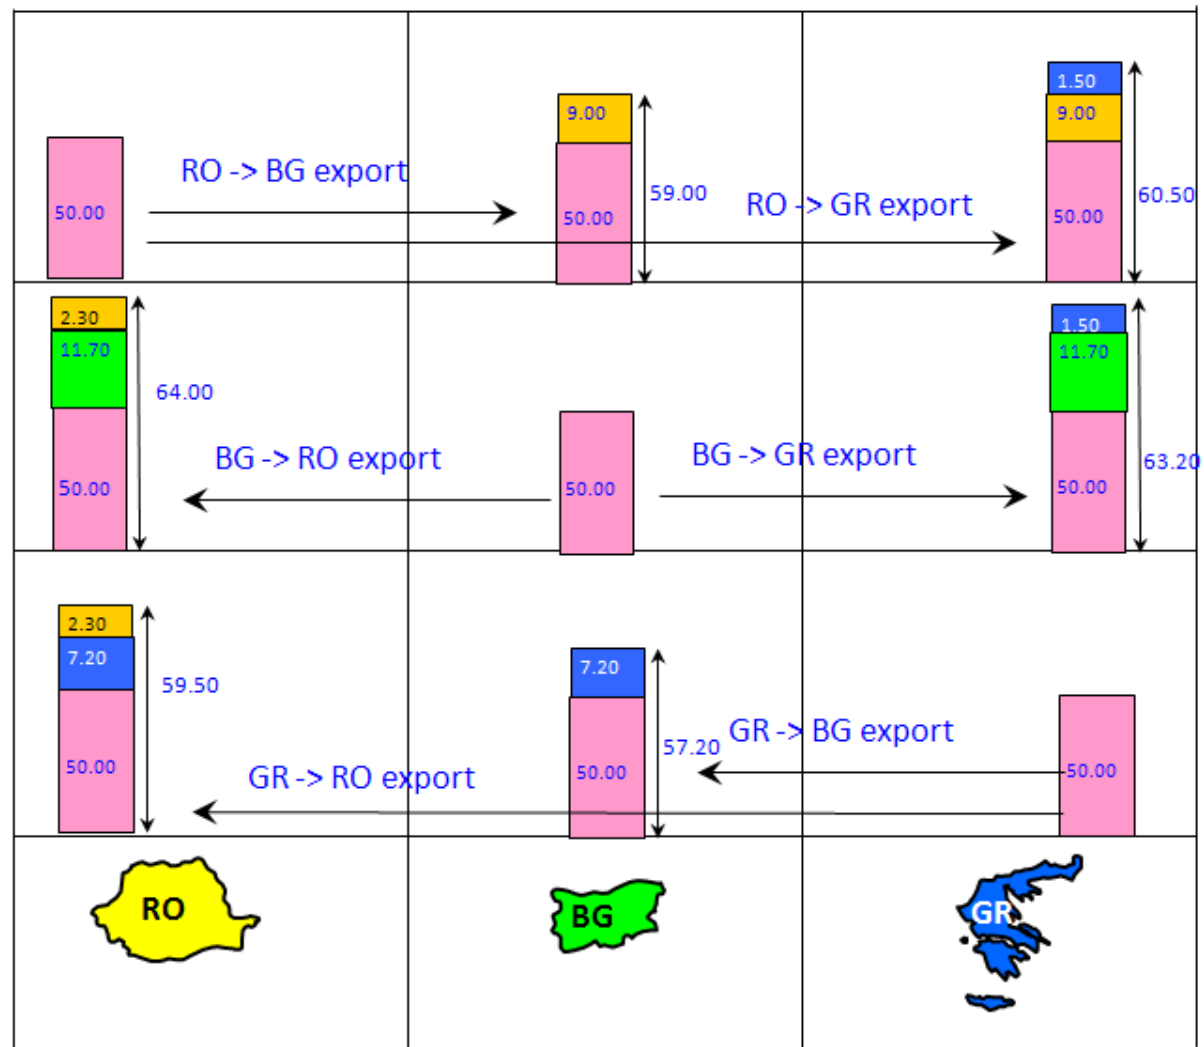 1.50
9.00
9.00
RO -> BG export
59.00
60.50
RO -> GR export
50.00
50.00
50.00
2.30
1.50
11.70
11.70
64.00
BG -> RO export
BG -> GR export
63.20
50.00
50.00
50.00
2.30
7.20
7.20
59.50
GR -> BG export
57.20
50.00
GR -> RO export
50.00
50.00
RO
BG
GR